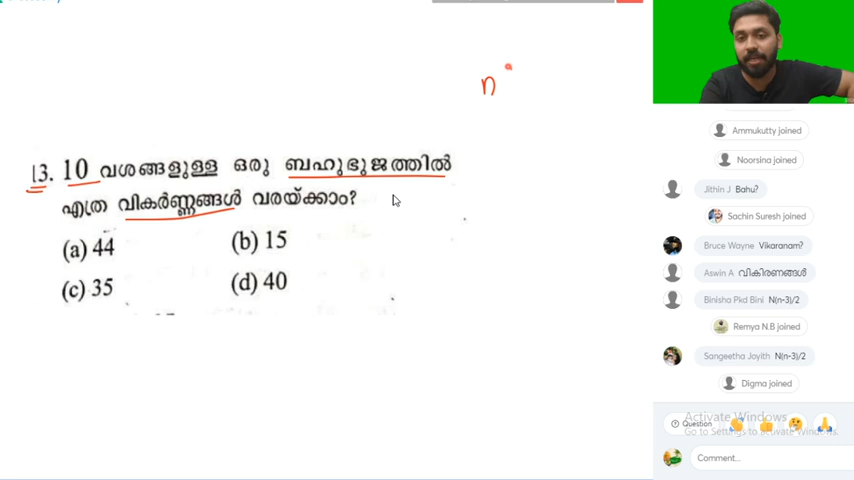 n
13. 10 വശങ്ങളുള്ള ഒരു ബഹുഭുജത്തിൽ
എത്ര വികർണ്ണങ്ങൾ വരയ്ക്കാം?
(a) 44 (b) 15
(c) 35 (d) 40
Ammukutty joined
Noorsina joined
Jithin J Bahu?
Sachin Suresh joined
Bruce Wayne Vikaranam?
Aswin A വികിരണങ്ങൾ
Binisha Pkd Bini N(n-3)/2
Remya N.B joined
Sangeetha Joyith N(n-3)/2
Digma joined
Activate Windows
Question
Go to Settings to activate Windows.
Comment...